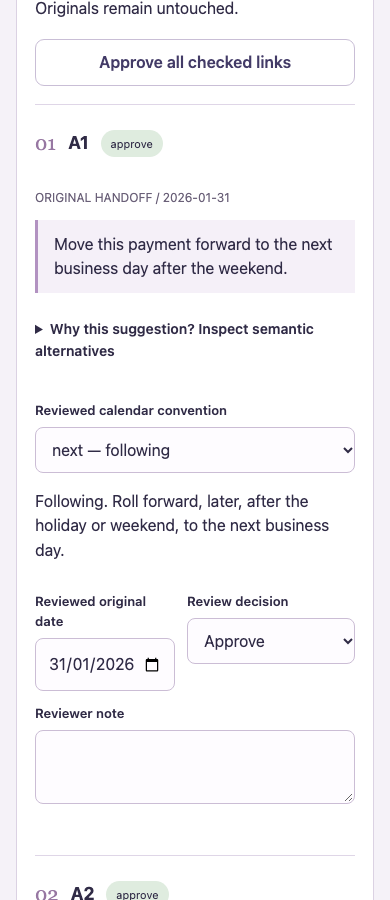 Originals remain untouched.
Approve all checked links
01 A1 approve
ORIGINAL HANDOFF / 2026-01-31
Move this payment forward to the next
business day after the weekend.
Why this suggestion? Inspect semantic
alternatives
Reviewed calendar convention
next — following
Following. Roll forward, later, after the
holiday or weekend, to the next business
day.
Reviewed original
date
31/01/2026
Review decision
Approve
Reviewer note
02 A2 approve